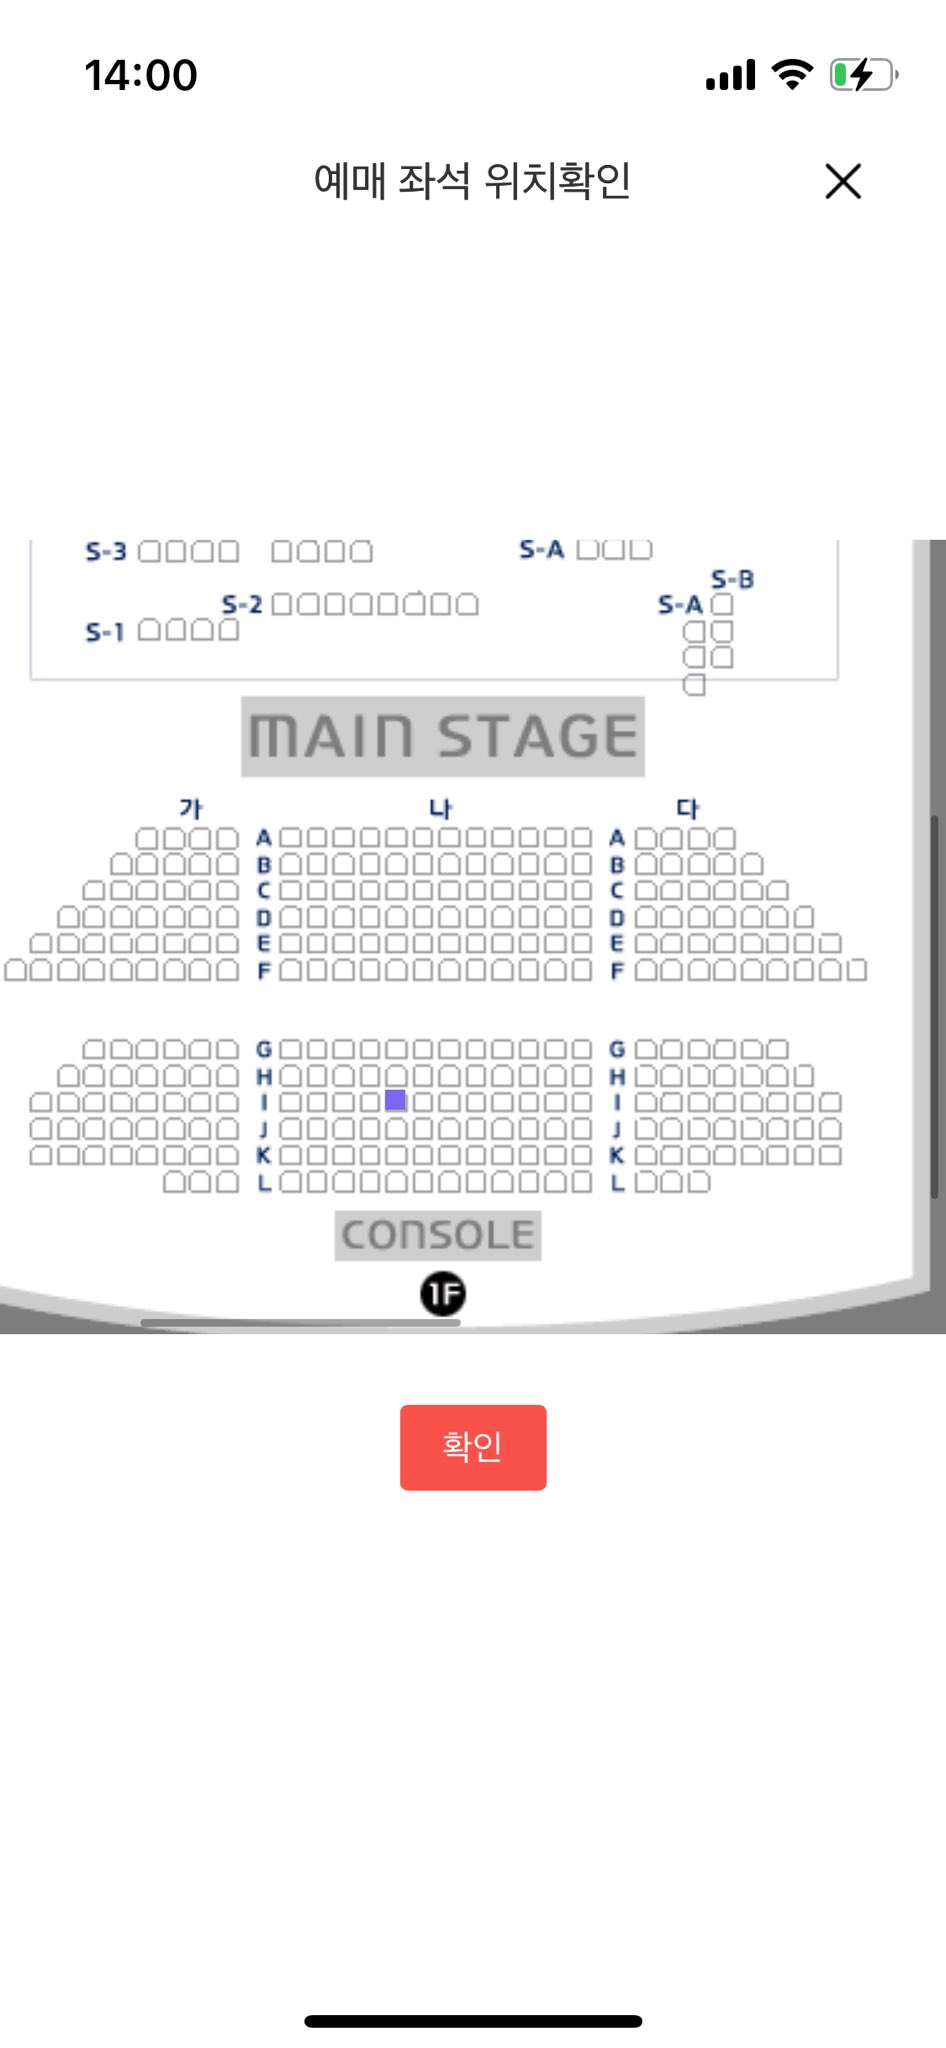 14:00
예매 좌석 위치확인
S-3
S-A
S-B
S-2
S-A
S-1
MAIN STAGE
가 나 다
A A
B B
C C
D D
E E
F F
G G
H H
I I
J J
K K
L L
CONSOLE
1F
확인